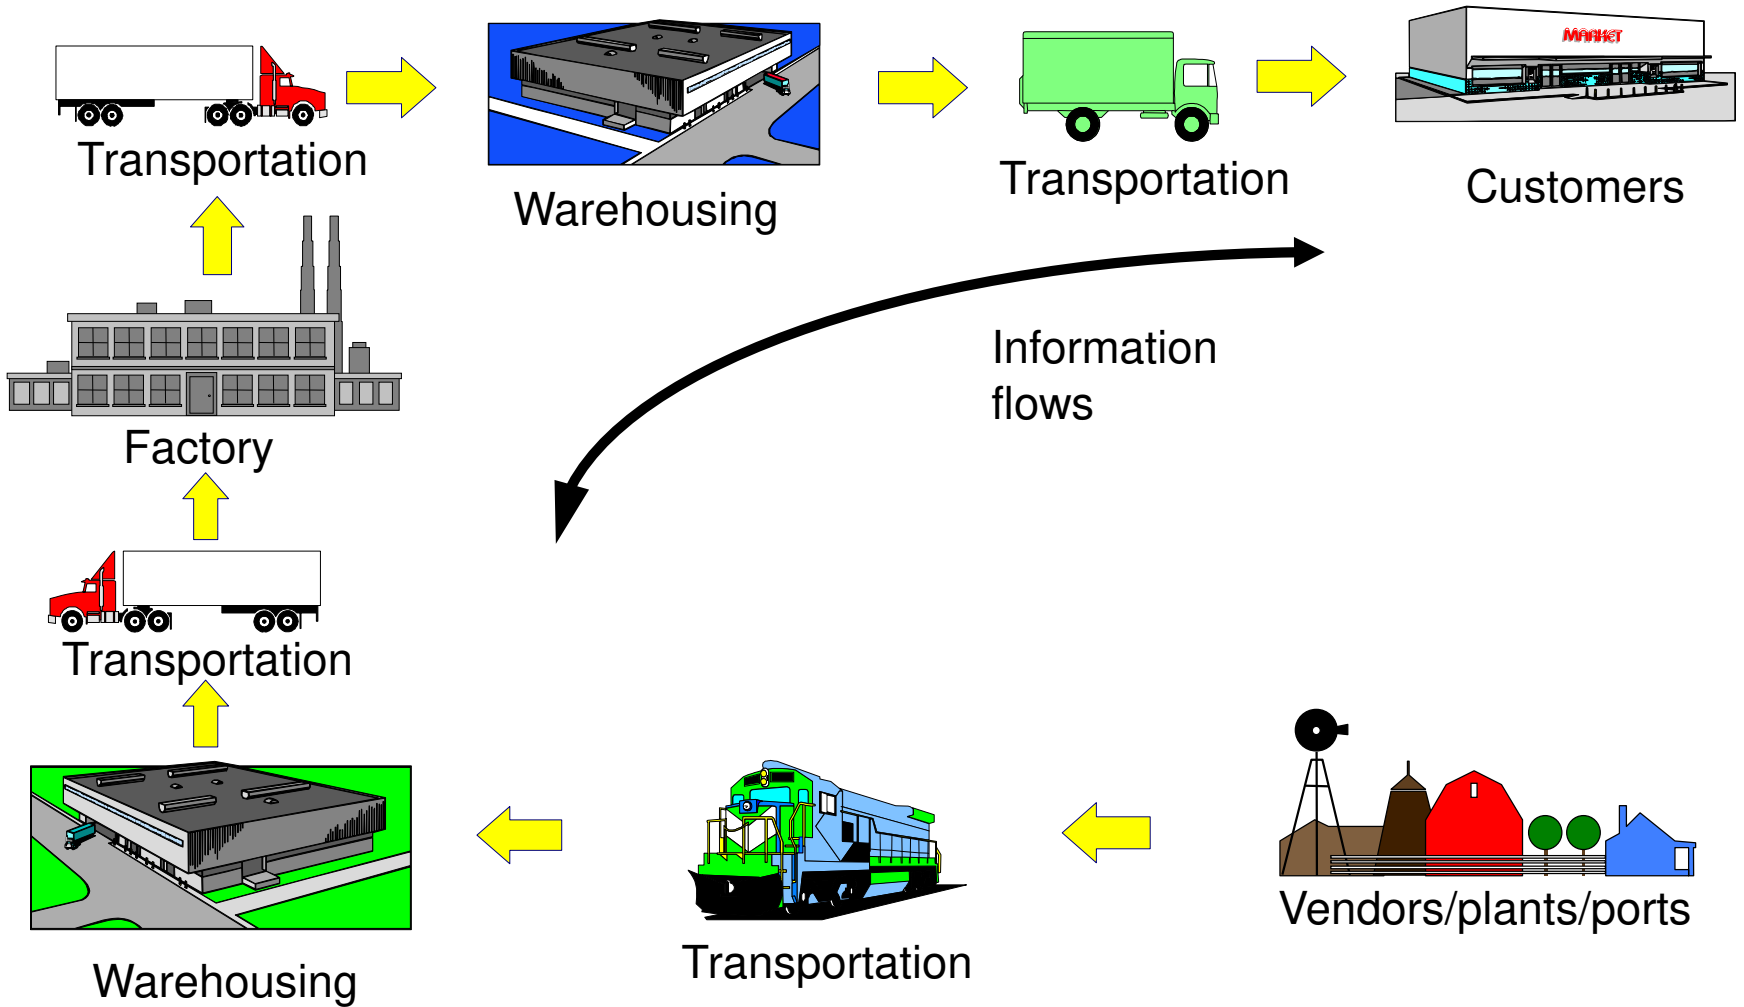 MARKET
Transportation
Warehousing
Transportation
Customers
Information
flows
Factory
Transportation
Vendors/plants/ports
Transportation
Warehousing